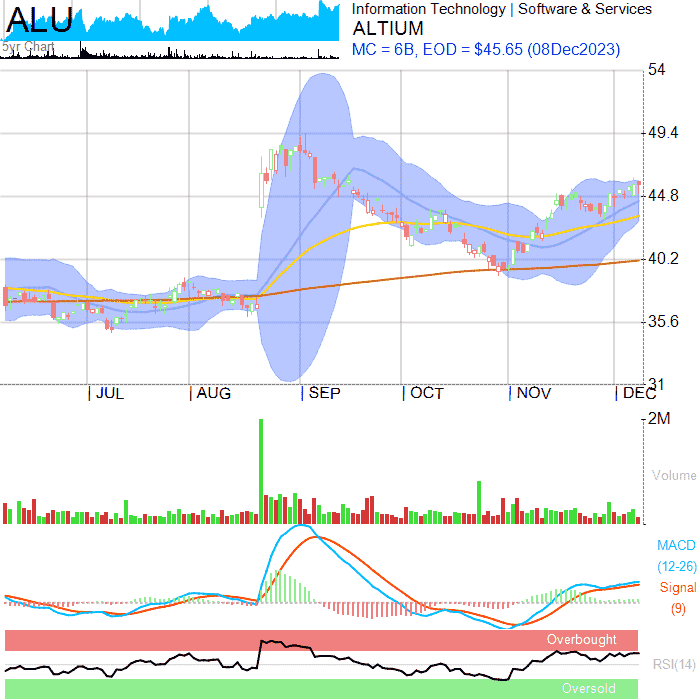 ALU
5yr Chart
Information Technology | Software & Services
ALTIUM
MC = 6B, EOD = $45.65 (08Dec2023)
54
49.4
44.8
40.2
35.6
31
JUL
AUG
SEP
OCT
NOV
DEC
2M
Volume
MACD
(12-26)
Signal
(9)
Overbought
RSI(14)
Oversold